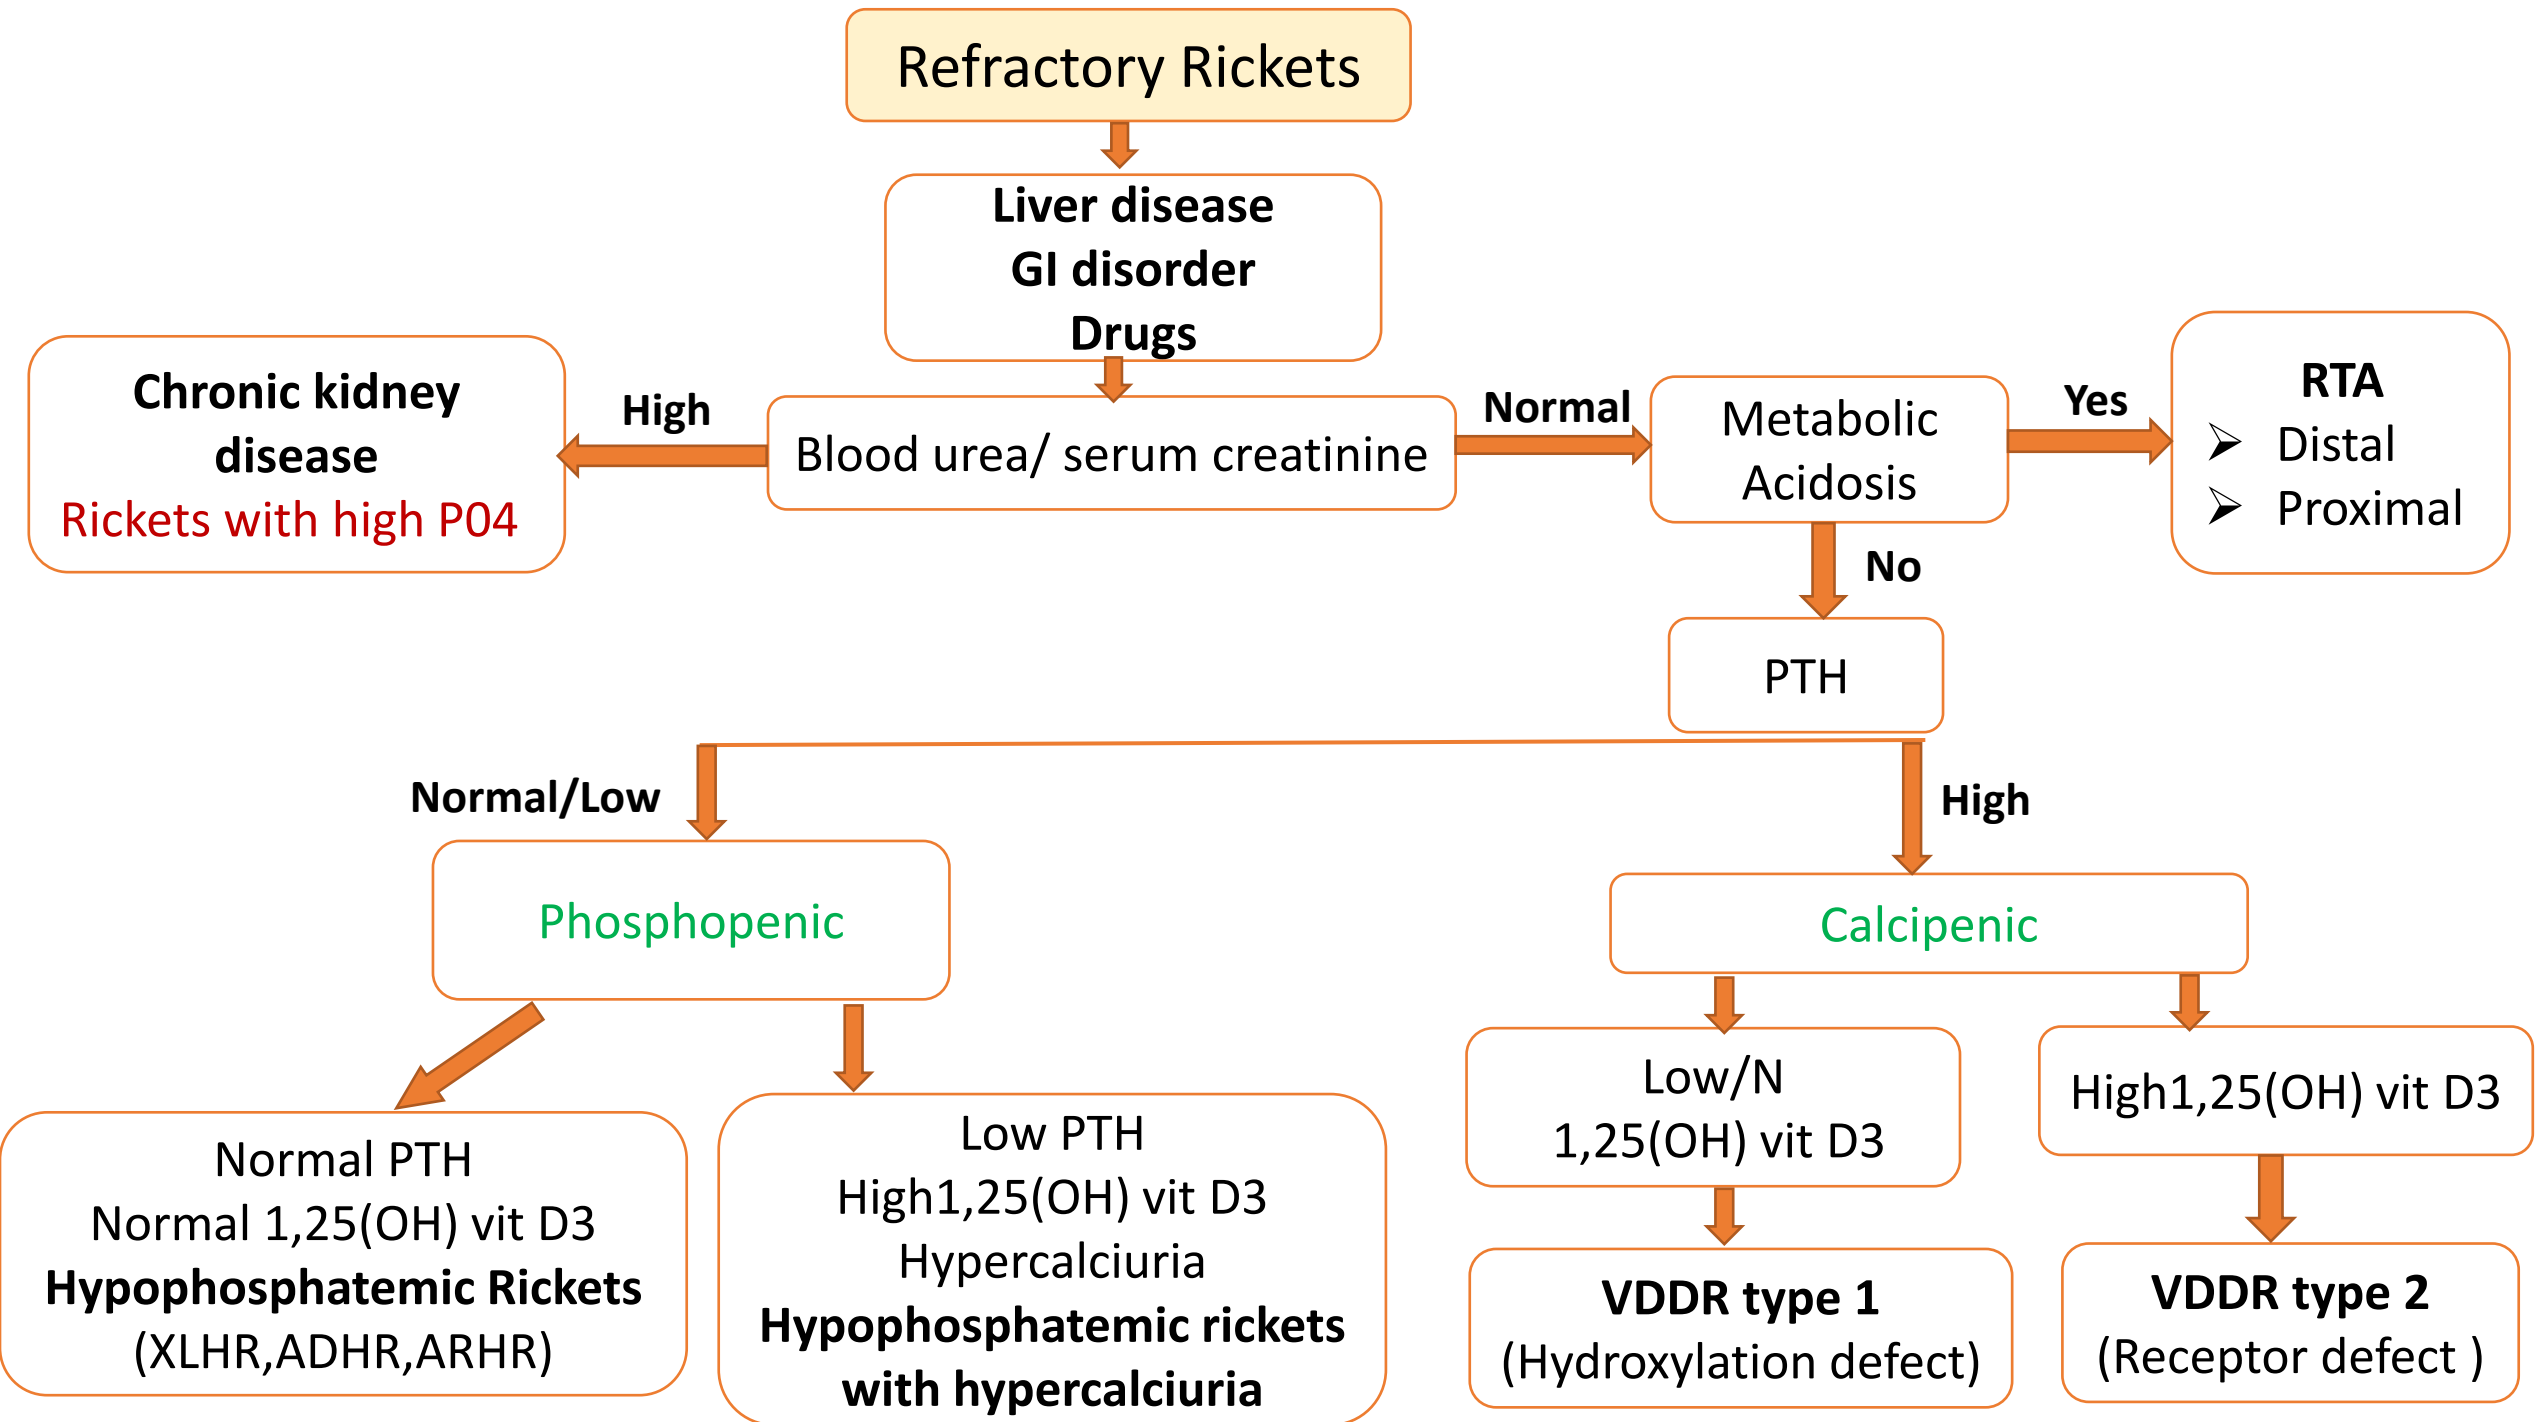 Refractory Rickets
Liver disease
GI disorder
Drugs
Chronic kidney
disease
Rickets with high P04
High
Blood urea/ serum creatinine
Normal
Metabolic
Acidosis
Yes
RTA
➢ Distal
➢ Proximal
No
PTH
Normal/Low
High
Phosphopenic
Calcipenic
Normal PTH
Normal 1,25(OH) vit D3
Hypophosphatemic Rickets
(XLHR,ADHR,ARHR)
Low PTH
High1,25(OH) vit D3
Hypercalciuria
Hypophosphatemic rickets
with hypercalciuria
Low/N
1,25(OH) vit D3
High1,25(OH) vit D3
VDDR type 1
(Hydroxylation defect)
VDDR type 2
(Receptor defect )